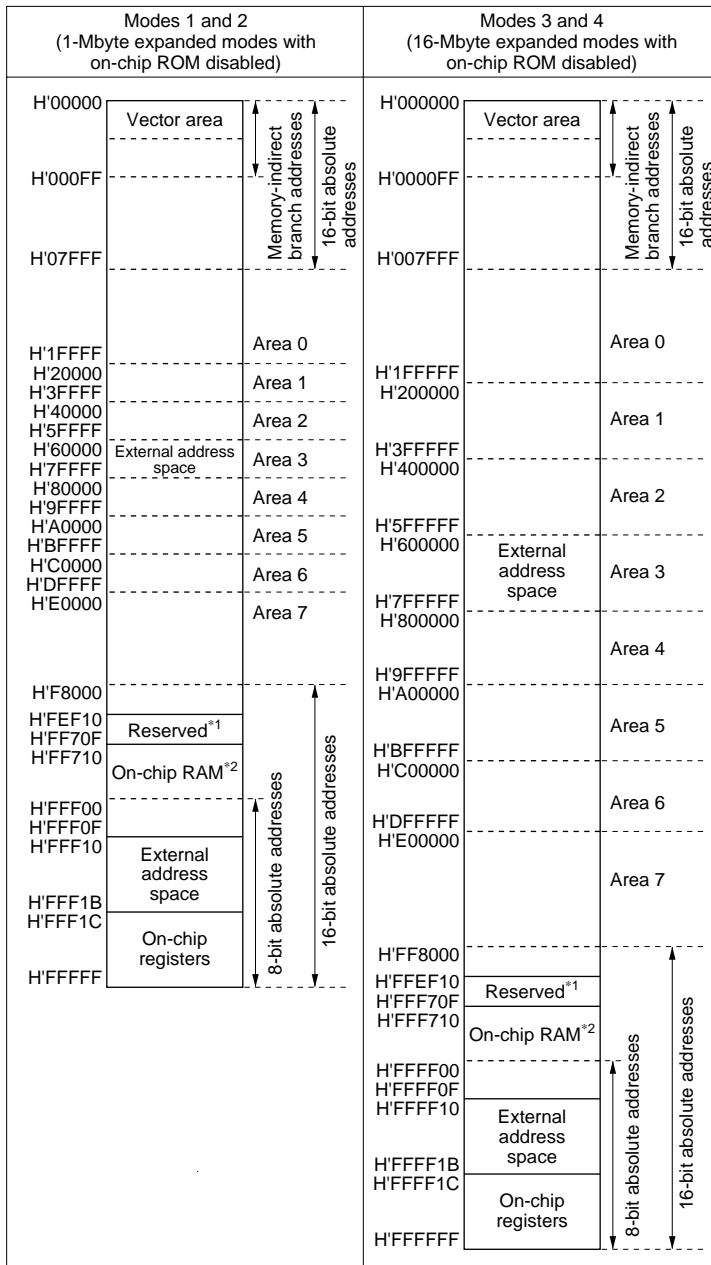 Modes 1 and 2
(1-Mbyte expanded modes with
on-chip ROM disabled)
H'00000
Vector area
H'000FF
H'07FFF
Memory-indirect
branch addresses
16-bit absolute
addresses
Area 0
H'1FFFF
H'20000
Area 1
H'3FFFF
H'40000
Area 2
H'5FFFF
H'60000
External address
space
Area 3
H'7FFFF
H'80000
Area 4
H'9FFFF
H'A0000
Area 5
H'BFFFF
H'C0000
Area 6
H'DFFFF
H'E0000
Area 7
H'F8000
H'FEF10
Reserved*1
H'FF70F
H'FF710
On-chip RAM*2
H'FFF00
H'FFF0F
H'FFF10
External
address
space
H'FFF1B
H'FFF1C
On-chip
registers
H'FFFFF
8-bit absolute addresses
16-bit absolute addresses
Modes 3 and 4
(16-Mbyte expanded modes with
on-chip ROM disabled)
H'000000
Vector area
H'0000FF
H'007FFF
Memory-indirect
branch addresses
16-bit absolute
addresses
Area 0
H'1FFFFF
H'200000
Area 1
H'3FFFFF
H'400000
Area 2
H'5FFFFF
H'600000
External
address
space
Area 3
H'7FFFFF
H'800000
Area 4
H'9FFFFF
H'A00000
Area 5
H'BFFFFF
H'C00000
Area 6
H'DFFFFF
H'E00000
Area 7
H'FF8000
H'FFEF10
Reserved*1
H'FFF70F
H'FFF710
On-chip RAM*2
H'FFFF00
H'FFFF0F
H'FFFF10
External
address
space
H'FFFF1B
H'FFFF1C
On-chip
registers
H'FFFFFF
8-bit absolute addresses
16-bit absolute addresses